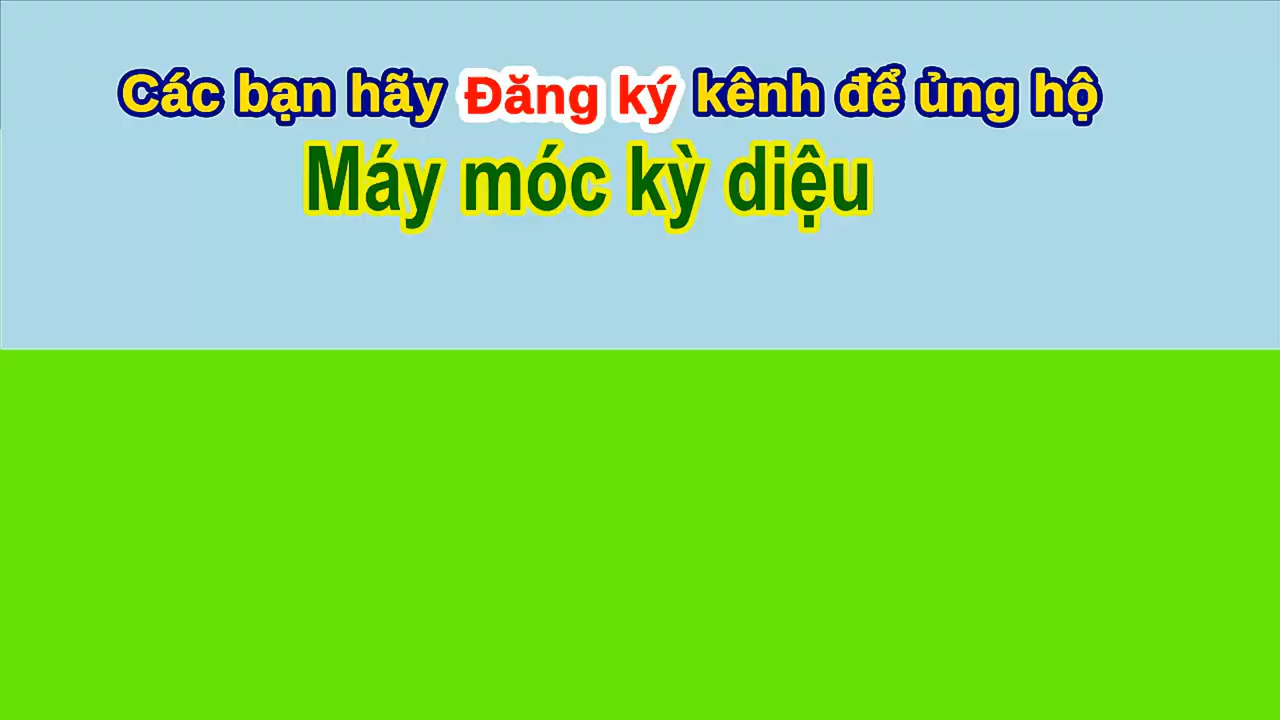 Các bạn hãy Đăng ký kênh để ủng hộ
Máy móc kỳ diệu